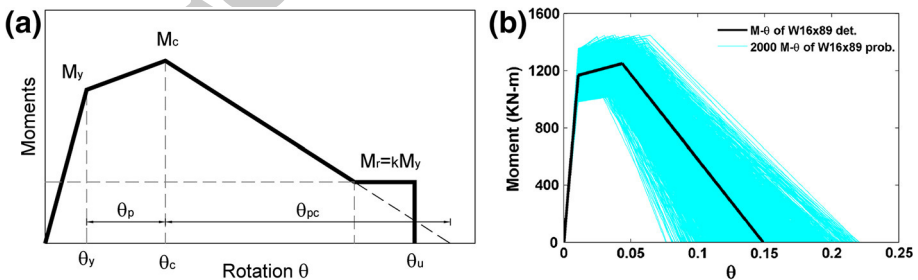 (a)
Moments
My
Mc
Mr=kMy
θp
θpc
θy
θc
θu
Rotation θ
(b)
Moment (KN-m)
1600
1200
800
400
0
M-θ of W16x89 det.
2000 M-θ of W16x89 prob.
0 0.05 0.1 0.15 0.2 0.25
θ